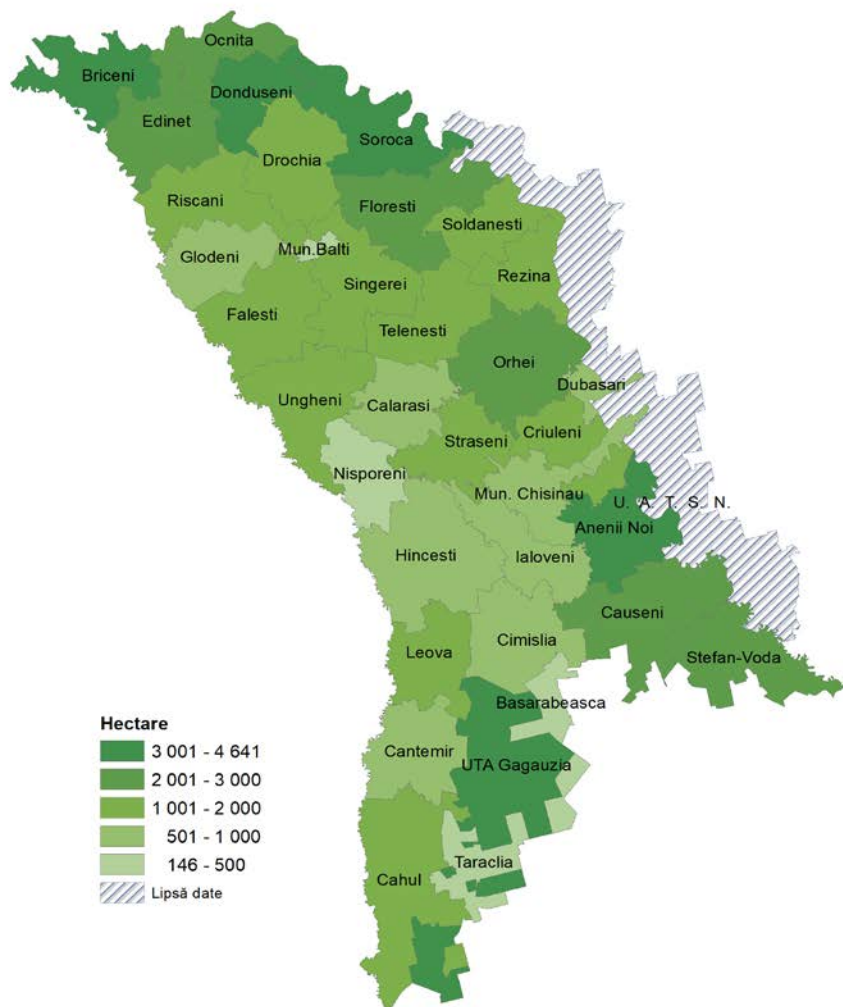 Ocnita
Briceni
Donduseni
Edinet
Soroca
Drochia
Riscani
Floresti
Soldanesti
Mun.Balti
Glodeni
Rezina
Singerei
Falesti
Telenesti
Orhei
Dubasari
Ungheni
Calarasi
Criuleni
Straseni
Nisporeni
Mun. Chisinau
U. A. T. S. N.
Anenii Noi
Hincesti
Ialoveni
Causeni
Cimislia
Leova
Stefan-Voda
Basarabeasca
Cantemir
UTA Gagauzia
Taraclia
Cahul
Hectare
3 001 - 4 641
2 001 - 3 000
1 001 - 2 000
501 - 1 000
146 - 500
Lipsă date